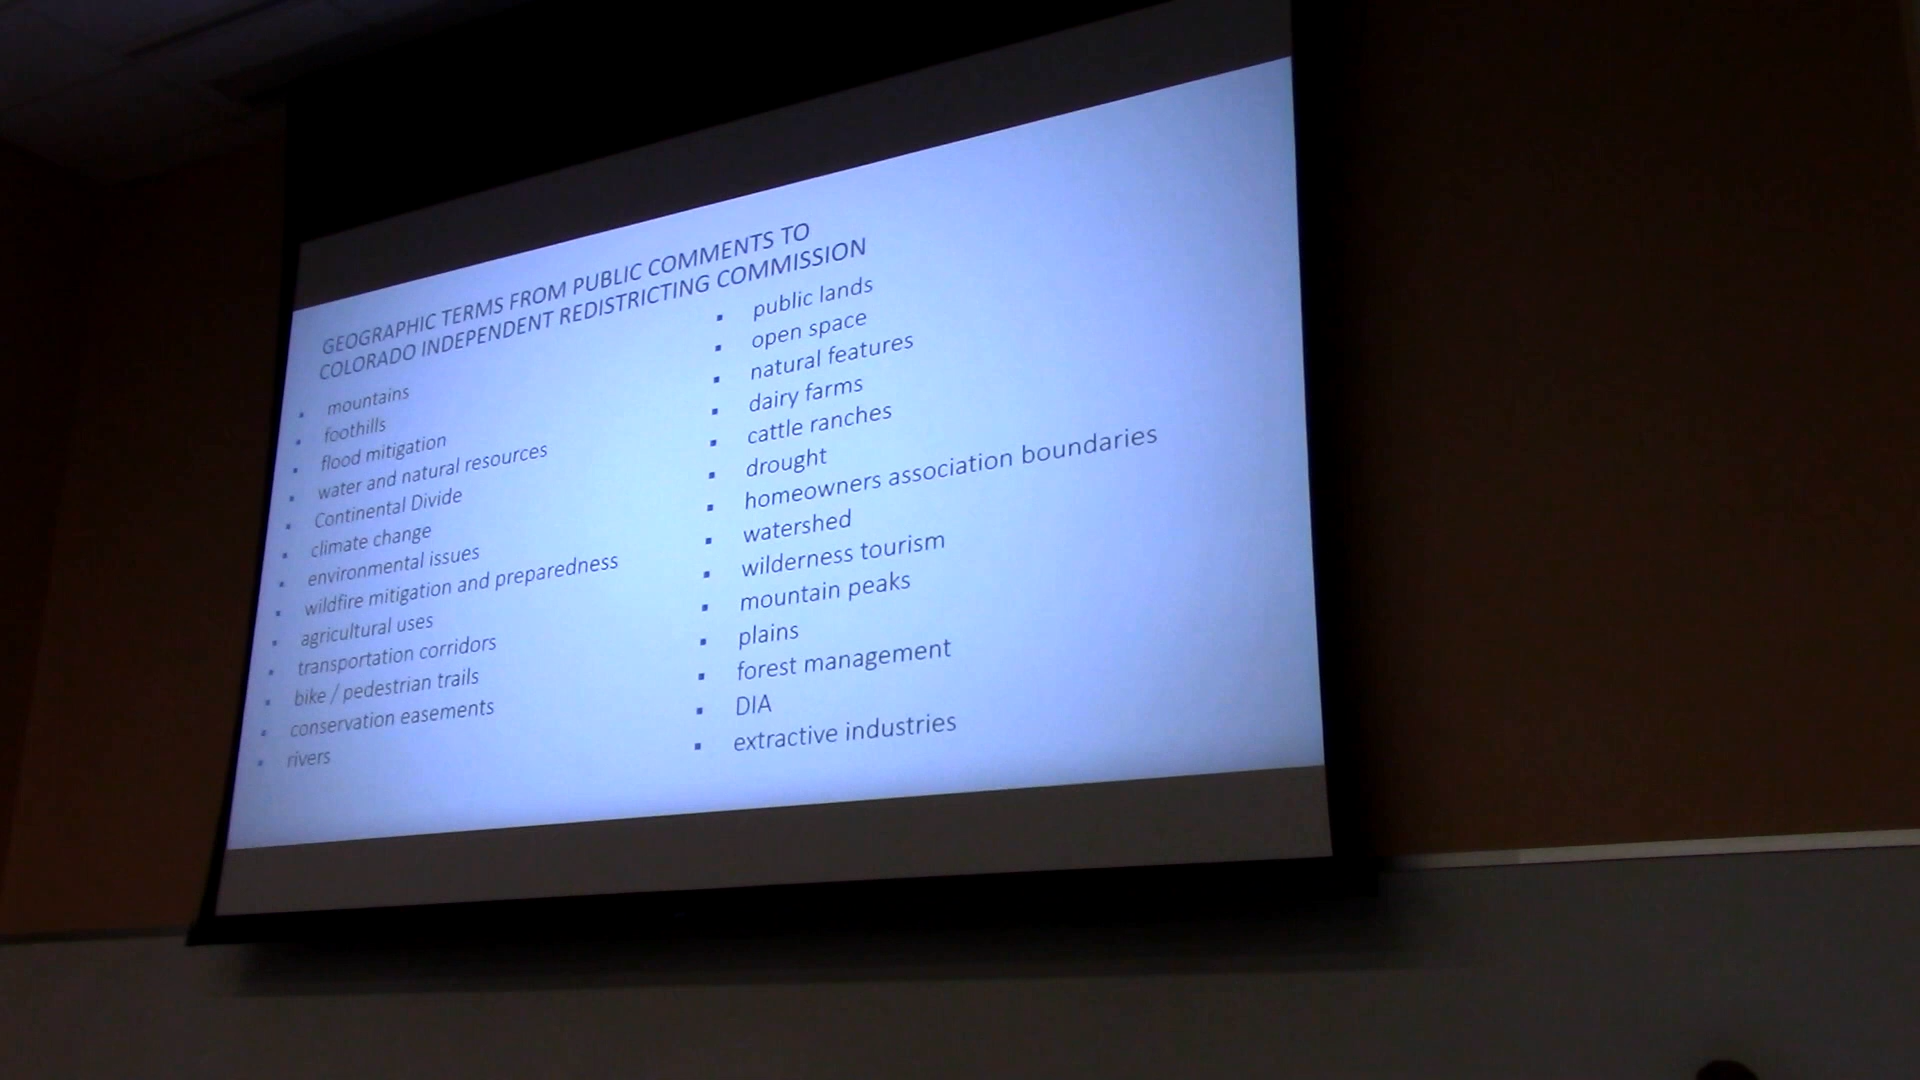 GEOGRAPHIC TERMS FROM PUBLIC COMMENTS TO
COLORADO INDEPENDENT REDISTRICTING COMMISSION
▪ mountains
▪ foothills
▪ flood mitigation
▪ water and natural resources
▪ Continental Divide
▪ climate change
▪ environmental issues
▪ wildfire mitigation and preparedness
▪ agricultural uses
▪ transportation corridors
▪ bike / pedestrian trails
▪ conservation easements
▪ rivers
▪ public lands
▪ open space
▪ natural features
▪ dairy farms
▪ cattle ranches
▪ drought
▪ homeowners association boundaries
▪ watershed
▪ wilderness tourism
▪ mountain peaks
▪ plains
▪ forest management
▪ DIA
▪ extractive industries